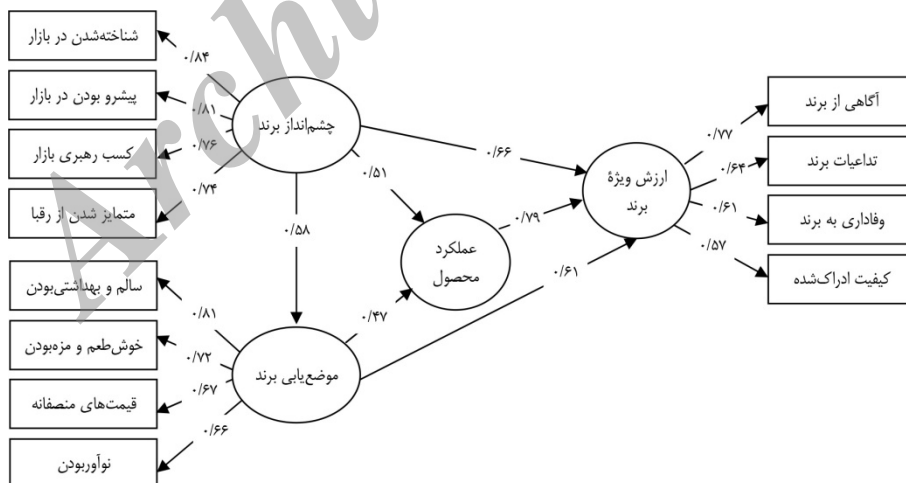 شناخته‌شدن در بازار
پیشرو بودن در بازار
کسب رهبری بازار
متمایز شدن از رقبا
سالم و بهداشتی‌بودن
خوش‌طعم و مزه‌بودن
قیمت‌های منصفانه
نوآوربودن
۰/۸۴
۰/۸۱
۰/۷۶
۰/۷۴
۰/۸۱
۰/۷۲
۰/۶۷
۰/۶۶
چشم‌انداز برند
۰/۵۸
موضع‌یابی برند
۰/۵۱
۰/۴۷
عملکرد
محصول
۰/۶۶
۰/۷۹
۰/۶۱
ارزش ویژهٔ
برند
۰/۷۷
۰/۶۴
۰/۶۱
۰/۵۷
آگاهی از برند
تداعیات برند
وفاداری به برند
کیفیت ادراک‌شده
Archi